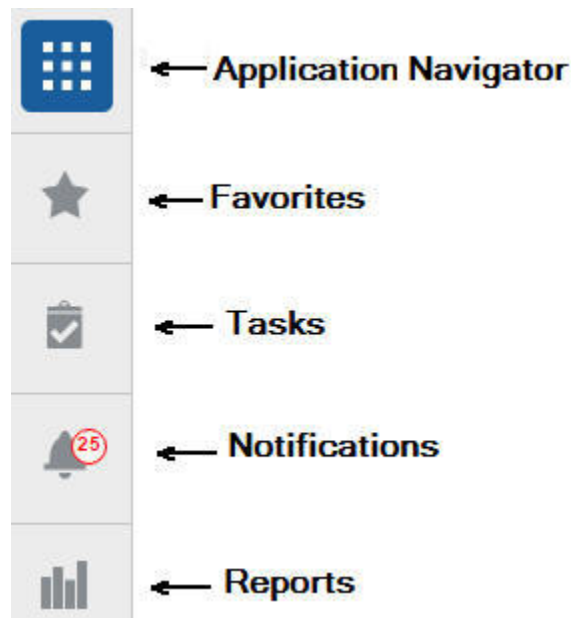 Application Navigator
Favorites
Tasks
25
Notifications
Reports